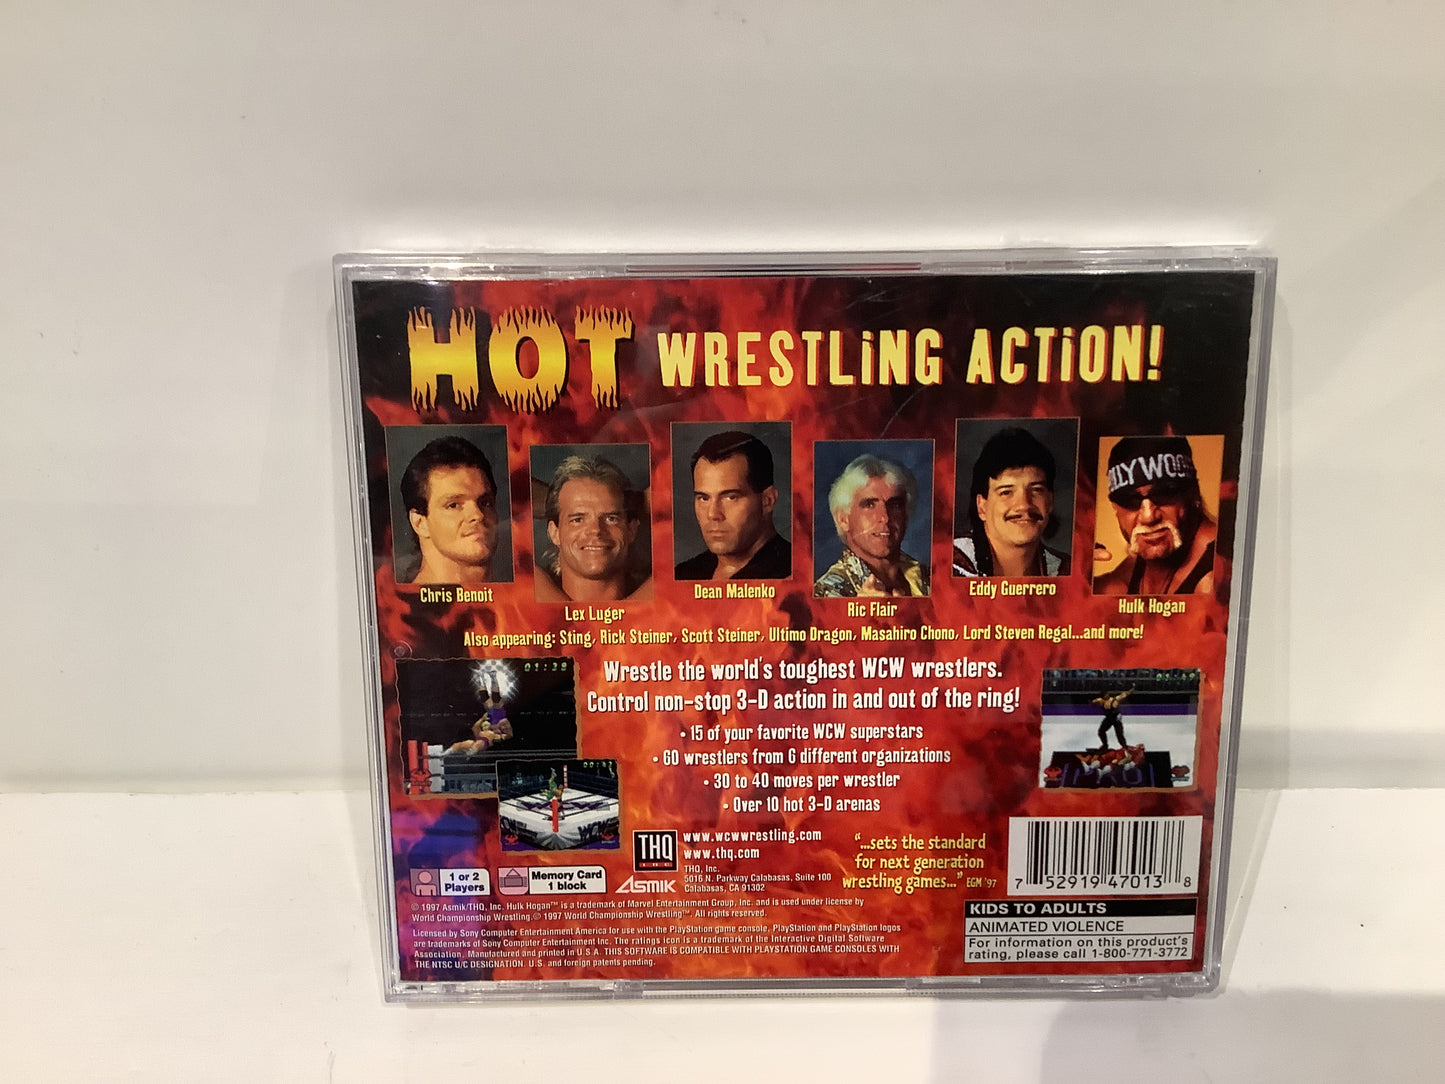 HOT WRESTLiNG ACTiON!
HOLLYWOOD
Chris Benoit
Lex Luger
Dean Malenko
Ric Flair
Eddy Guerrero
Hulk Hogan
Also appearing: Sting, Rick Steiner, Scott Steiner, Ultimo Dragon, Masahiro Chono, Lord Steven Regal...and more!
Wrestle the world's toughest WCW wrestlers.
Control non-stop 3-D action in and out of the ring!
• 15 of your favorite WCW superstars
• 60 wrestlers from 6 different organizations
• 30 to 40 moves per wrestler
• Over 10 hot 3-D arenas
01:39
WCW
THQ
INC
www.wcwwrestling.com
www.thq.com
THQ, Inc.
5016 N. Parkway Calabasas, Suite 100
Calabasas, CA 91302
ASMIK
"...sets the standard
for next generation
wrestling games..." EGM '97
1 or 2
Players
Memory Card
1 block
7 52919 47013 8
© 1997 Asmik/THQ, Inc. Hulk Hogan™ is a trademark of Marvel Entertainment Group, Inc. and is used under license by
World Championship Wrestling.© 1997 World Championship Wrestling™. All rights reserved.
Licensed by Sony Computer Entertainment America for use with the PlayStation game console. PlayStation and PlayStation logos
are trademarks of Sony Computer Entertainment Inc. The ratings icon is a trademark of the Interactive Digital Software
Association. Manufactured and printed in U.S.A. THIS SOFTWARE IS COMPATIBLE WITH PLAYSTATION GAME CONSOLES WITH
THE NTSC U/C DESIGNATION. U.S. and foreign patents pending.
KIDS TO ADULTS
ANIMATED VIOLENCE
For information on this product's
rating, please call 1-800-771-3772